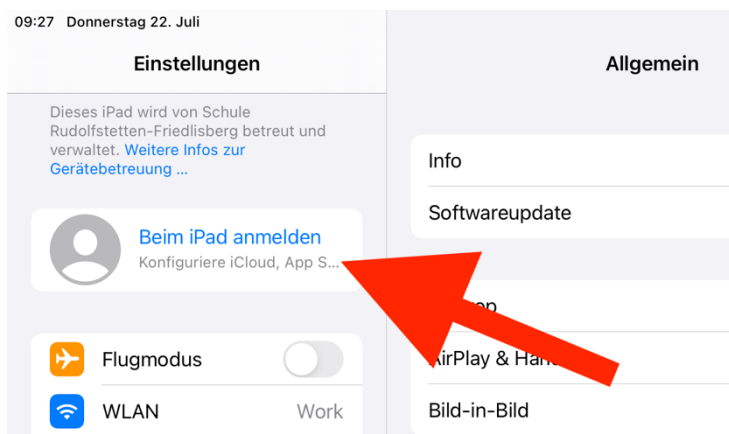 09:27 Donnerstag 22. Juli
Einstellungen
Allgemein
Dieses iPad wird von Schule
Rudolfstetten-Friedlisberg betreut und
verwaltet. Weitere Infos zur
Gerätebetreuung ...
Info
Softwareupdate
Beim iPad anmelden
Konfiguriere iCloud, App S...
Flugmodus
AirPlay &
WLAN Work
Bild-in-Bild